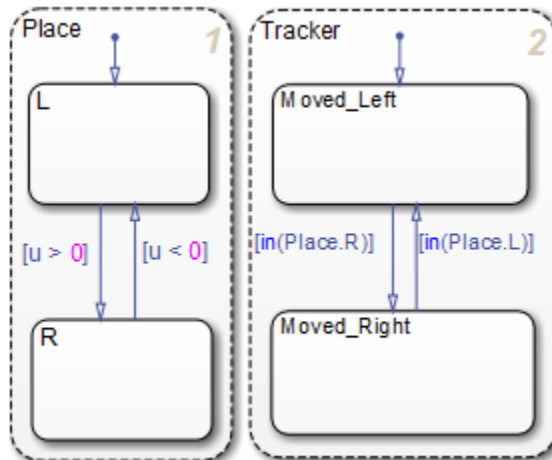 Place
1
L
[u > 0]
[u < 0]
R
Tracker
2
Moved_Left
[in(Place.R)]
[in(Place.L)]
Moved_Right